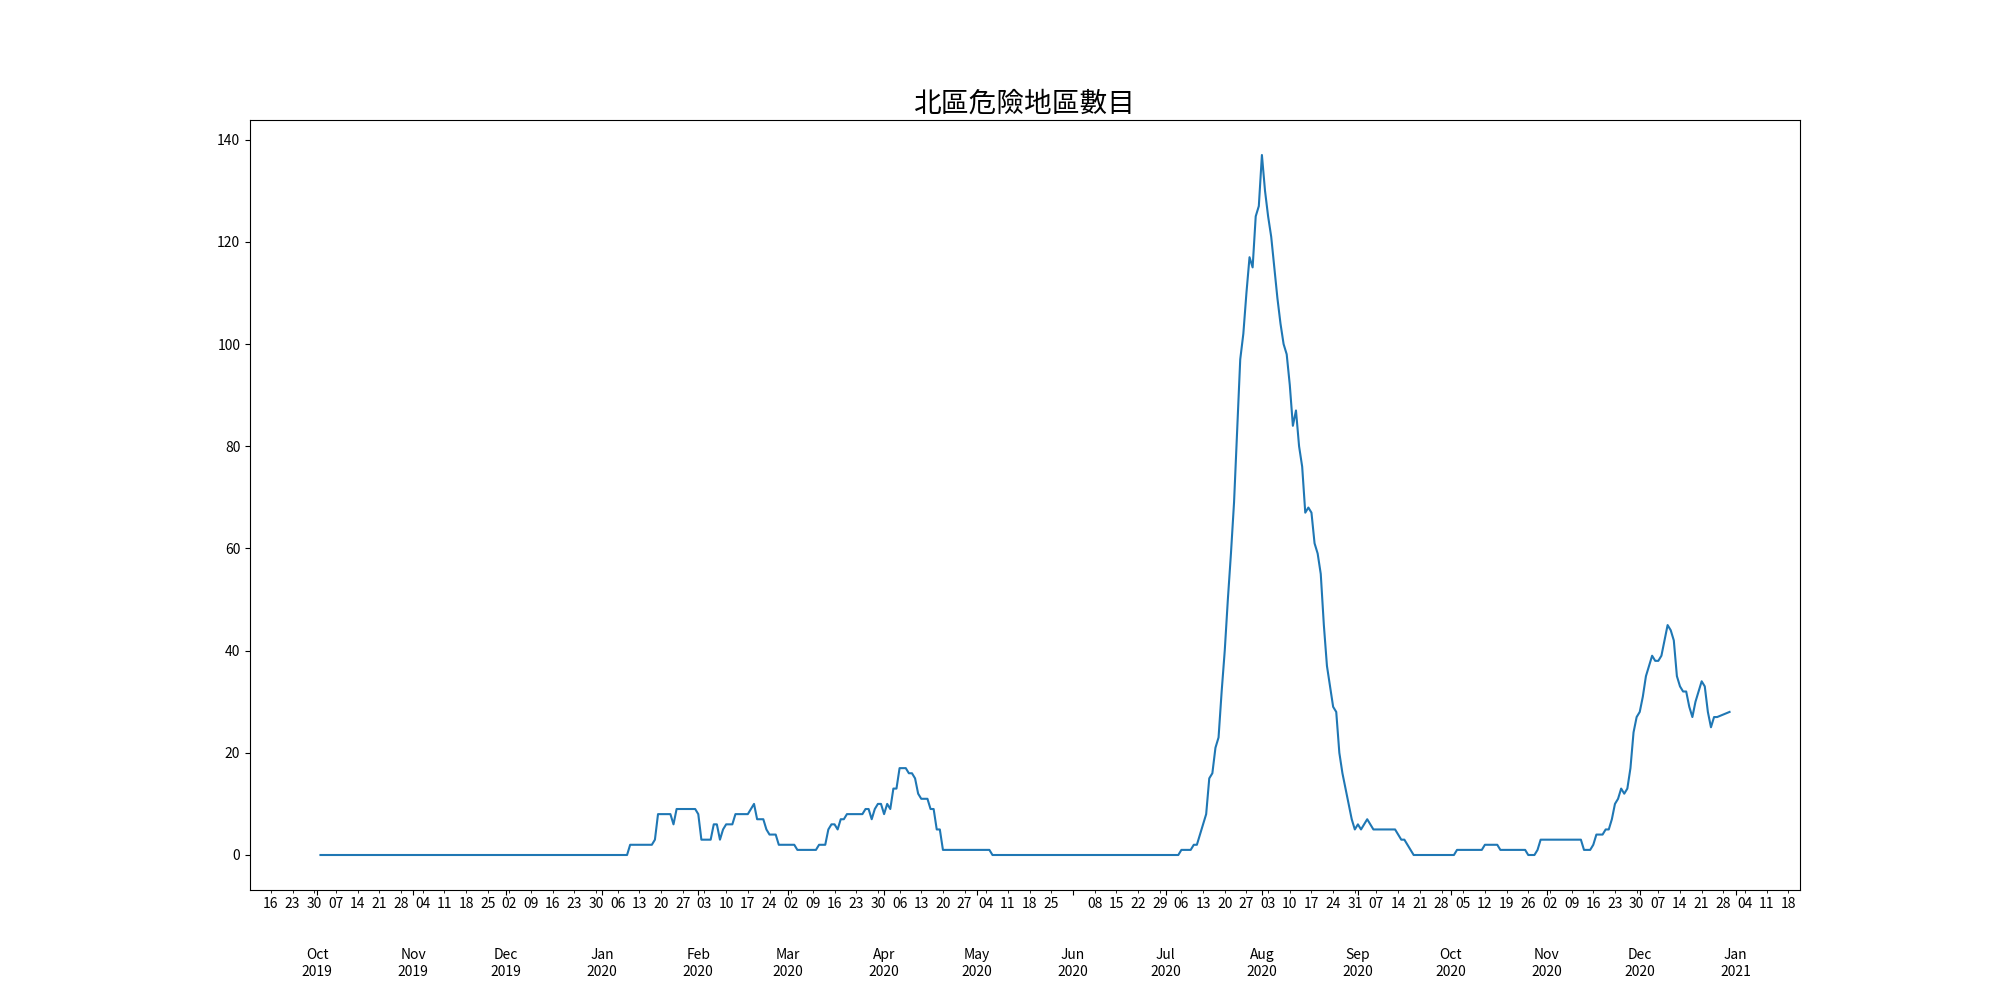 北區危險地區數目
140
120
100
80
60
40
20
0
16 23 30 07 14 21 28 04 11 18 25 02 09 16 23 30 06 13 20 27 03 10 17 24 02 09 16 23 30 06 13 20 27 04 11 18 25 08 15 22 29 06 13 20 27 03 10 17 24 31 07 14 21 28 05 12 19 26 02 09 16 23 30 07 14 21 28 04 11 18
Oct Nov Dec Jan Feb Mar Apr May Jun Jul Aug Sep Oct Nov Dec Jan
2019 2019 2019 2020 2020 2020 2020 2020 2020 2020 2020 2020 2020 2020 2020 2021